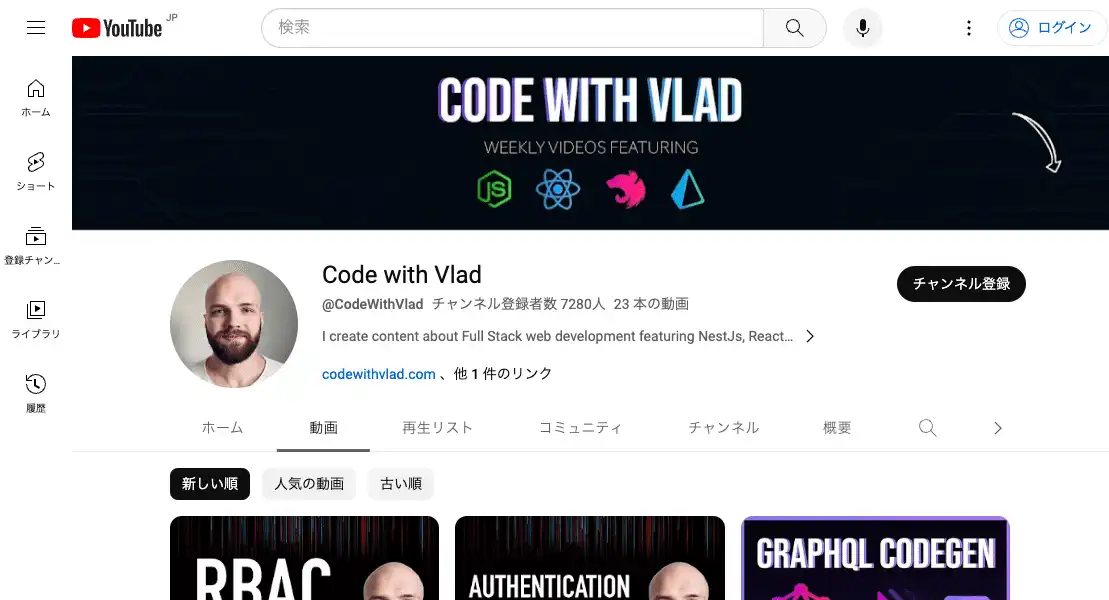 YouTube JP
検索
ログイン
ホーム
ショート
登録チャン...
ライブラリ
履歴
CODE WITH VLAD
WEEKLY VIDEOS FEATURING
JS
Code with Vlad
@CodeWithVlad チャンネル登録者数 7280人 23 本の動画
チャンネル登録
I create content about Full Stack web development featuring NestJs, React...
codewithvlad.com 、他 1 件のリンク
ホーム 動画 再生リスト コミュニティ チャンネル 概要
新しい順 人気の動画 古い順
RBAC
AUTHENTICATION
GRAPHQL CODEGEN